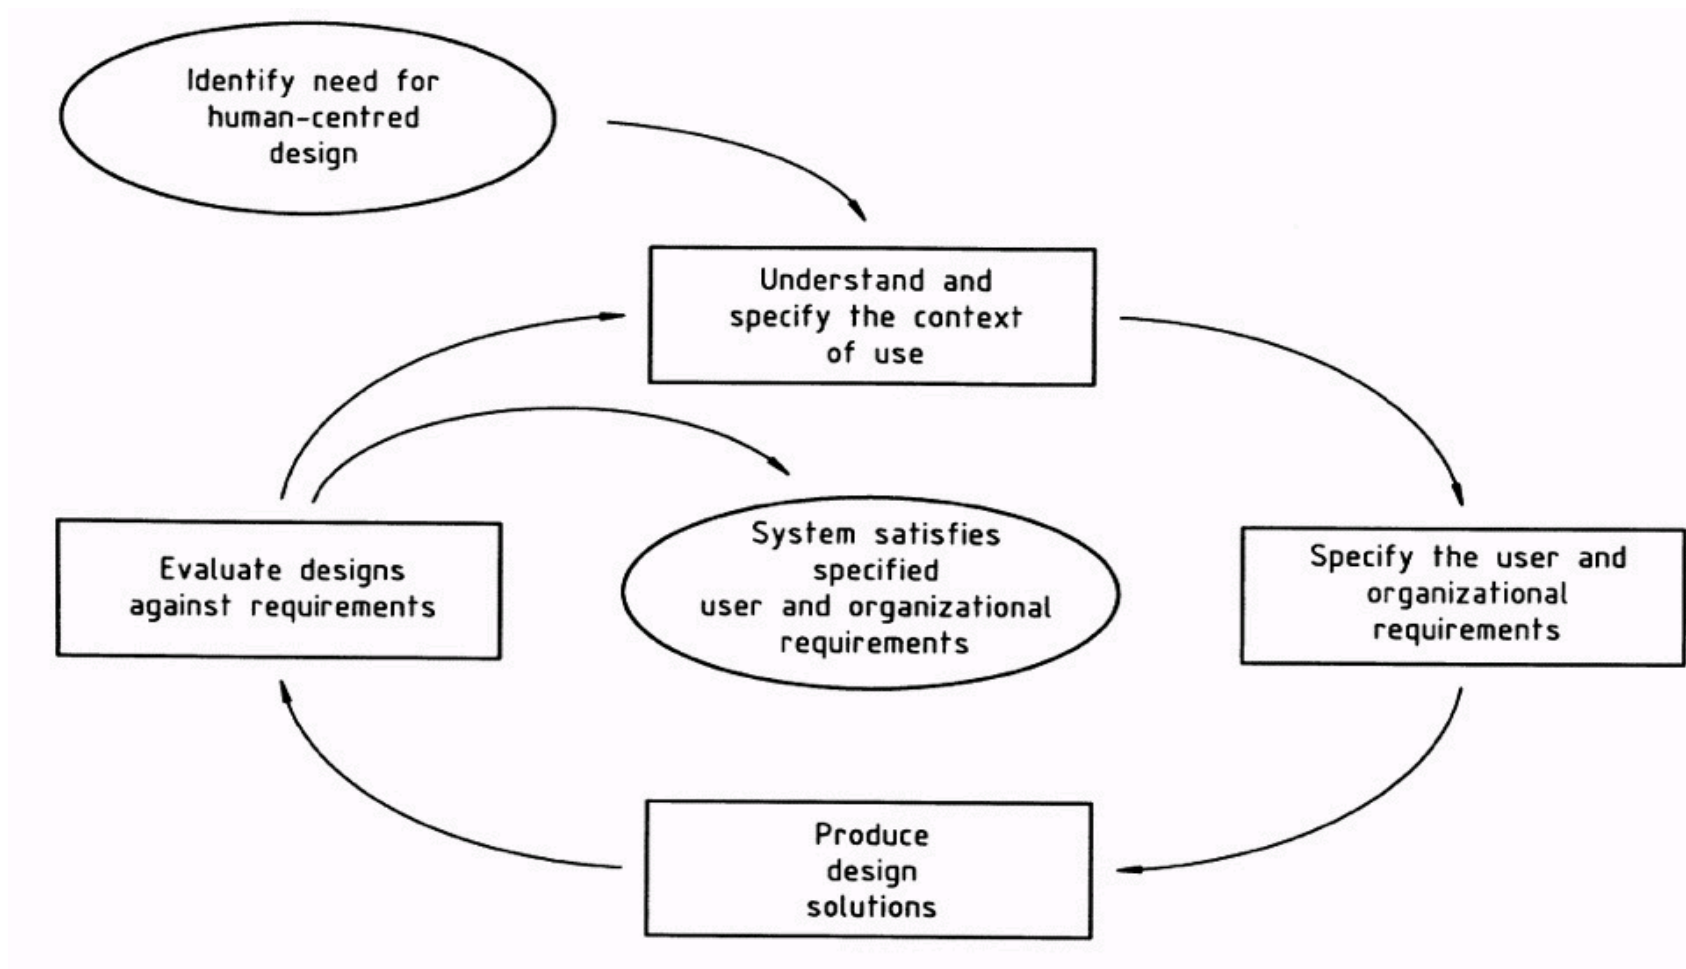 Identify need for
human-centred
design
Understand and
specify the context
of use
Evaluate designs
against requirements
System satisfies
specified
user and organizational
requirements
Specify the user and
organizational
requirements
Produce
design
solutions